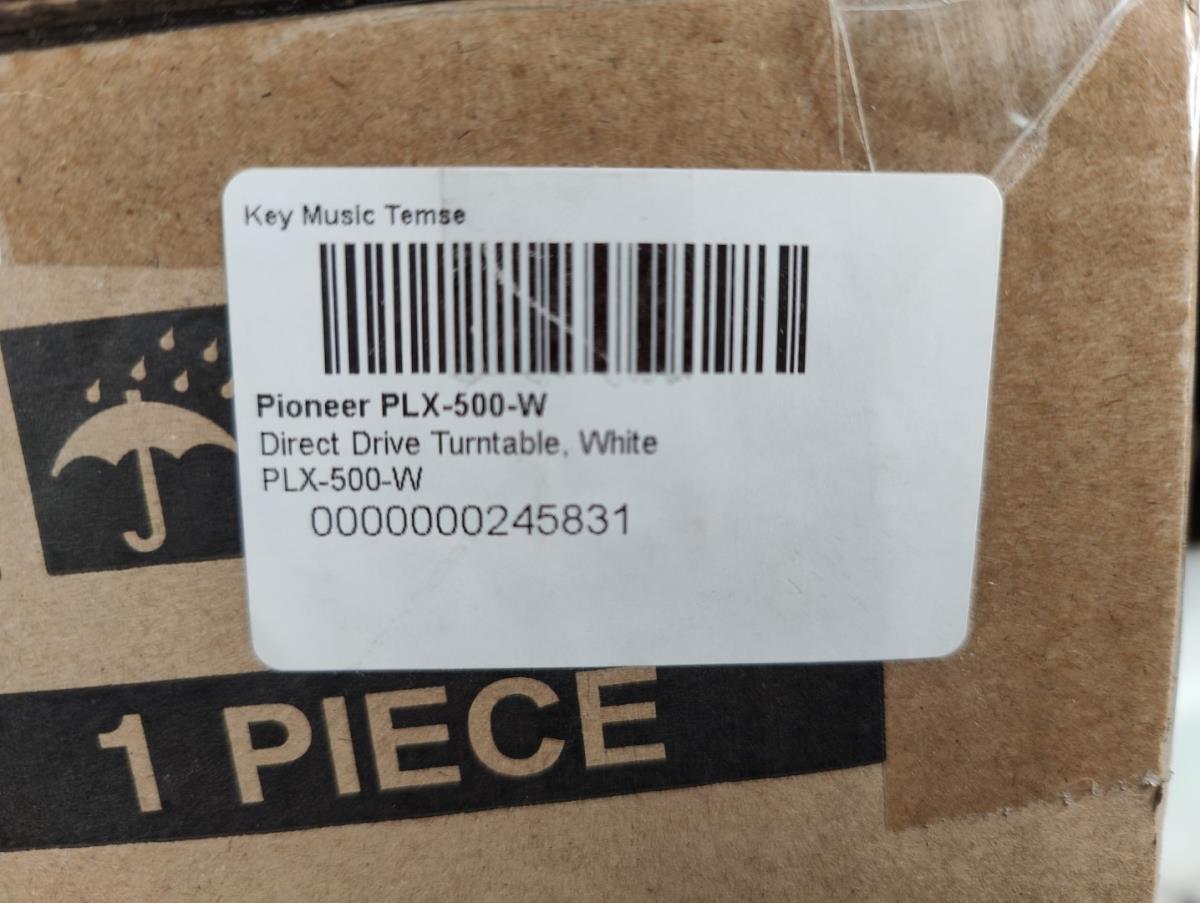 Key Music Temse
Pioneer PLX-500-W
Direct Drive Turntable, White
PLX-500-W
0000000245831
1 PIECE